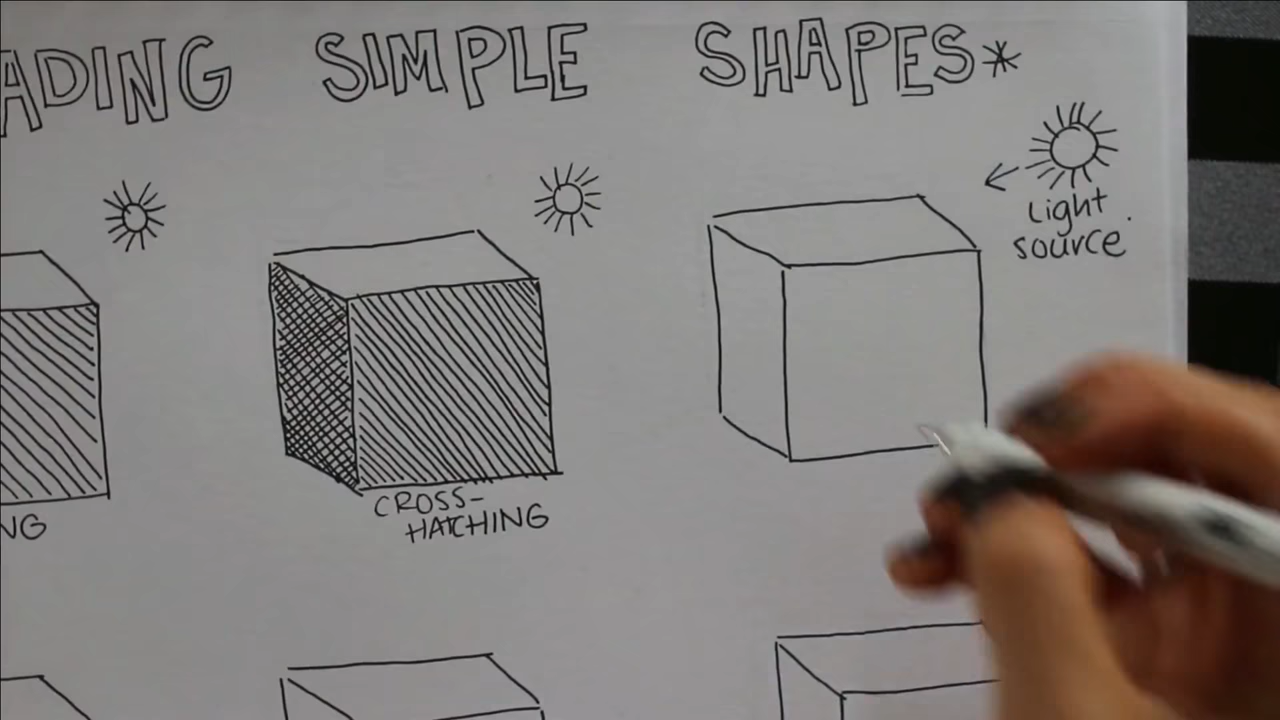 ADING SIMPLE SHAPES*
Light
source
CROSS-
HATCHING
NG